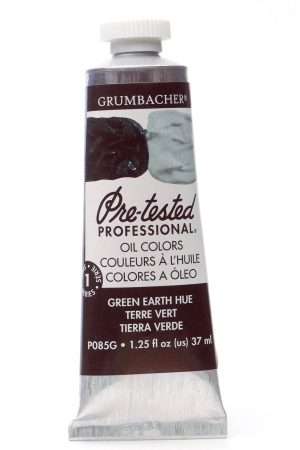 GRUMBACHER®
Pre-tested
PROFESSIONAL®
OIL COLORS
COULEURS À L'HUILE
COLORES A ÓLEO
1
GREEN EARTH HUE
TERRE VERT
TIERRA VERDE
P085G • 1.25 fl oz (us) 37 ml